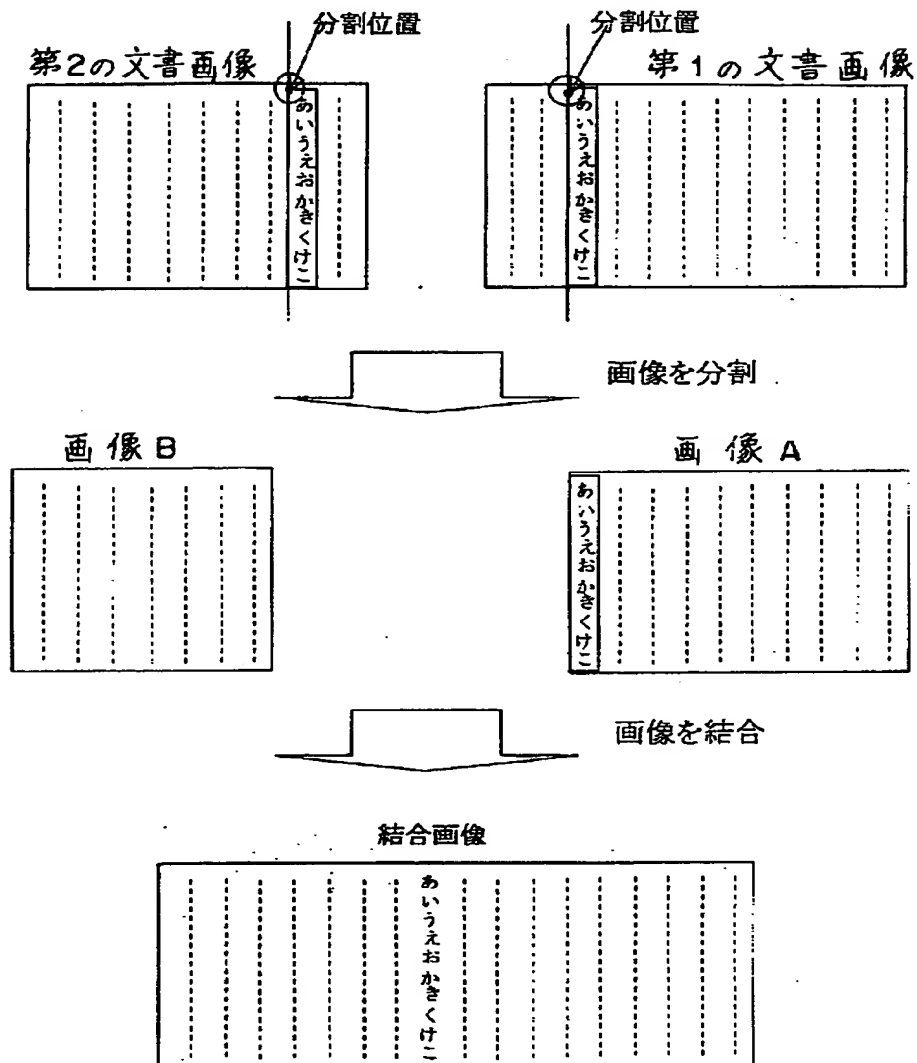 分割位置
分割位置
第2の文書画像
第1の文書画像
あいうえおかきくけこ
あいうえおかきくけこ
画像を分割
画像B
画像A
あいうえおかきくけこ
画像を結合
結合画像
あいうえおかきくけこ